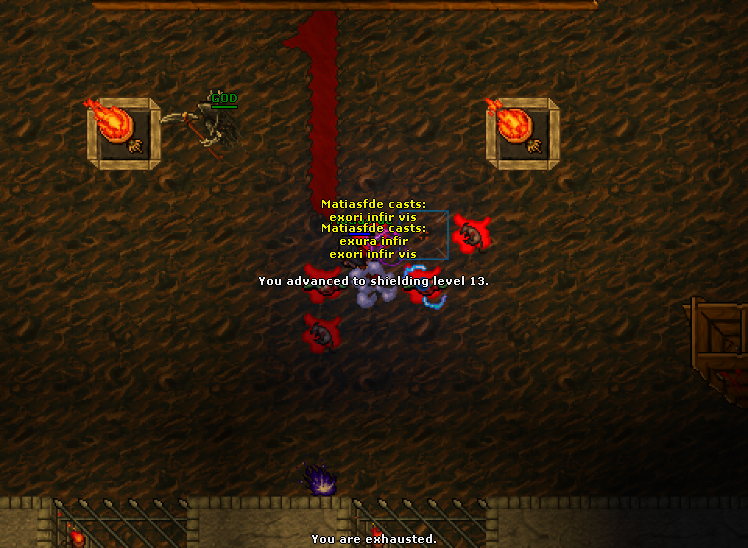 GOD
Matiasfde casts:
exori infir vis
Matiasfde casts:
exura infir
exori infir vis
You advanced to shielding level 13.
You are exhausted.